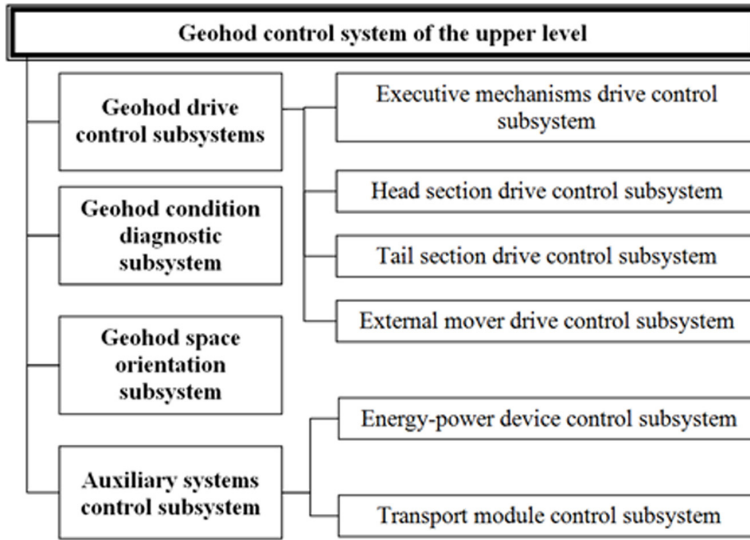 Geohod control system of the upper level
Geohod drive
control subsystems
Executive mechanisms drive control
subsystem
Head section drive control subsystem
Tail section drive control subsystem
External mover drive control subsystem
Geohod condition
diagnostic
subsystem
Geohod space
orientation
subsystem
Auxiliary systems
control subsystem
Energy-power device control subsystem
Transport module control subsystem